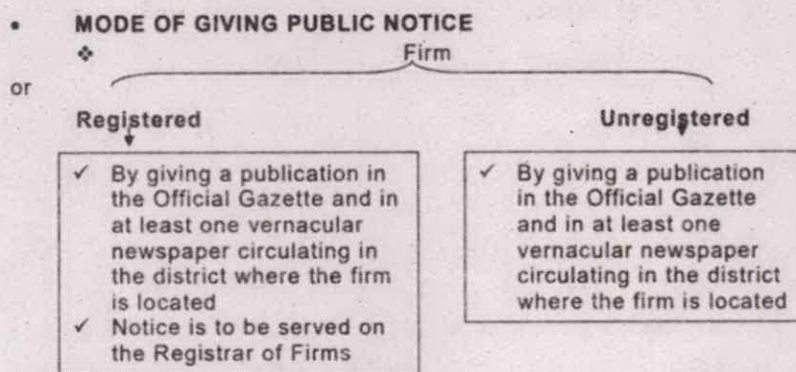 • MODE OF GIVING PUBLIC NOTICE
❖ Firm
or
Registered
✓ By giving a publication in
the Official Gazette and in
at least one vernacular
newspaper circulating in
the district where the firm
is located
✓ Notice is to be served on
the Registrar of Firms
Unregistered
✓ By giving a publication
in the Official Gazette
and in at least one
vernacular newspaper
circulating in the district
where the firm is located